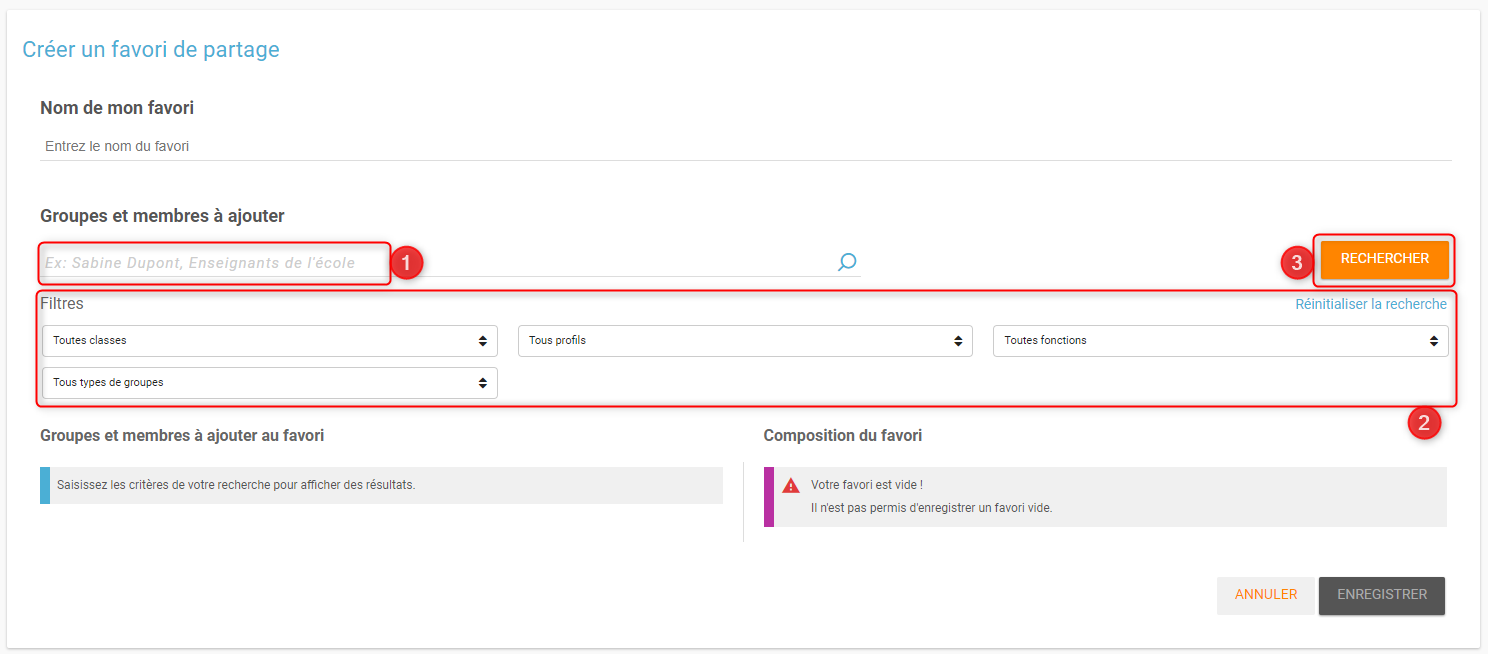 Créer un favori de partage
Nom de mon favori
Entrez le nom du favori
Groupes et membres à ajouter
Ex: Sabine Dupont, Enseignants de l'école
1
3
RECHERCHER
Filtres
Réinitialiser la recherche
Toutes classes
Tous profils
Toutes fonctions
Tous types de groupes
2
Groupes et membres à ajouter au favori
Saisissez les critères de votre recherche pour afficher des résultats.
Composition du favori
Votre favori est vide !
Il n'est pas permis d'enregistrer un favori vide.
ANNULER
ENREGISTRER